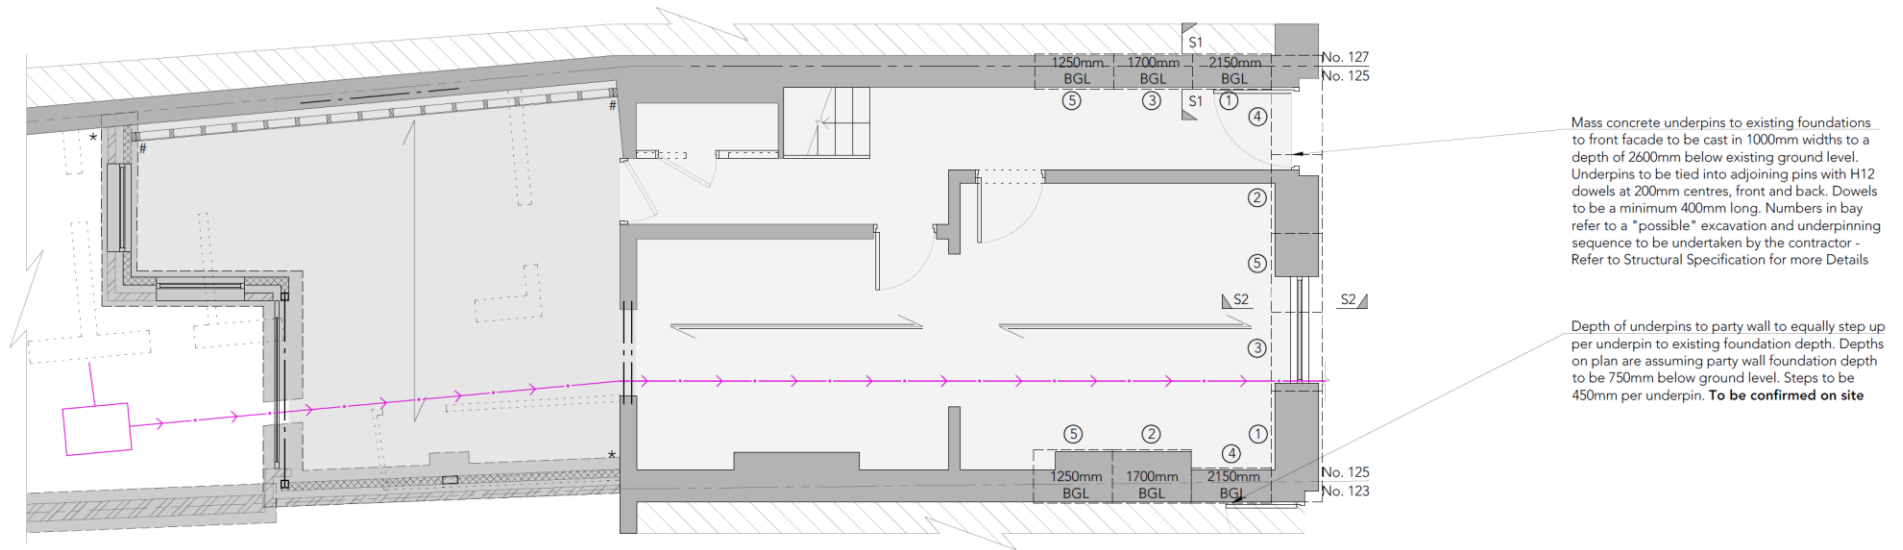 S1
No. 127
1250mm
BGL
1700mm
BGL
2150mm
BGL
No. 125
S1
5
3
1
4
*
#
#
Mass concrete underpins to existing foundations
to front facade to be cast in 1000mm widths to a
depth of 2600mm below existing ground level.
Underpins to be tied into adjoining pins with H12
dowels at 200mm centres, front and back. Dowels
to be a minimum 400mm long. Numbers in bay
refer to a "possible" excavation and underpinning
sequence to be undertaken by the contractor -
Refer to Structural Specification for more Details
2
5
S2
S2
3
Depth of underpins to party wall to equally step up
per underpin to existing foundation depth. Depths
on plan are assuming party wall foundation depth
to be 750mm below ground level. Steps to be
450mm per underpin. To be confirmed on site
5
2
1
4
*
1250mm
BGL
1700mm
BGL
2150mm
BGL
No. 125
No. 123